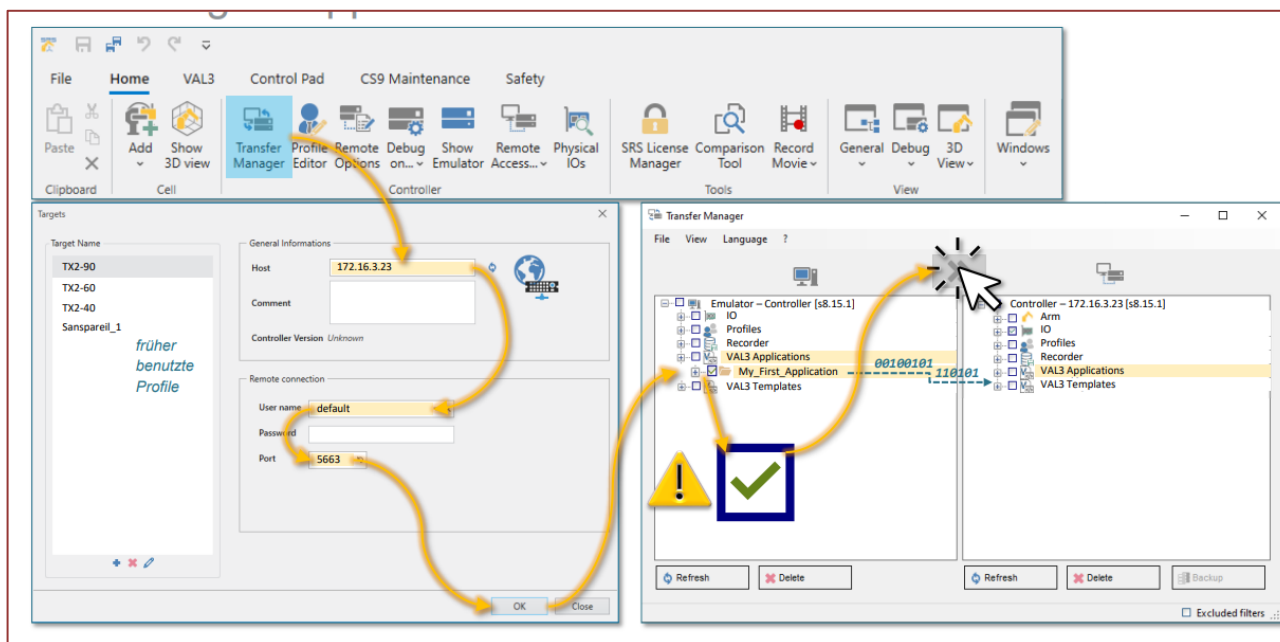 File Home VAL3 Control Pad CS9 Maintenance Safety
Paste Add Show 3D view Transfer Manager Profile Editor Remote Options Debug on... Show Emulator Remote Access... Physical IOs SRS License Manager Comparison Tool Record Movie General Debug 3D View Windows
Clipboard Cell Controller Tools View
Targets
Target Name
TX2-90
TX2-60
TX2-40
Sanspareil_1
früher
benutzte
Profile
General Informations
Host 172.16.3.23
Comment
Controller Version Unknown
Remote connection
User name default
Password
Port 5663
OK Close
Transfer Manager
File View Language ?
Emulator – Controller [s8.15.1]
IO
Profiles
Recorder
VAL3 Applications
My_First_Application
VAL3 Templates
00100101
110101
Controller – 172.16.3.23 [s8.15.1]
Arm
IO
Profiles
Recorder
VAL3 Applications
VAL3 Templates
Refresh Delete
Refresh Delete Backup
Excluded filters